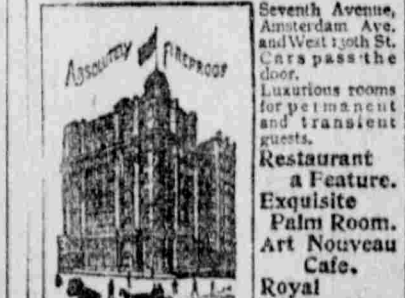 ABSOLUTELY FIREPROOF
Seventh Avenue,
Amsterdam Ave.
and West 130th St.
Cars pass the
door.
Luxurious rooms
for permanent
and transient
guests.
Restaurant
a Feature.
Exquisite
Palm Room.
Art Nouveau
Cafe.
Royal